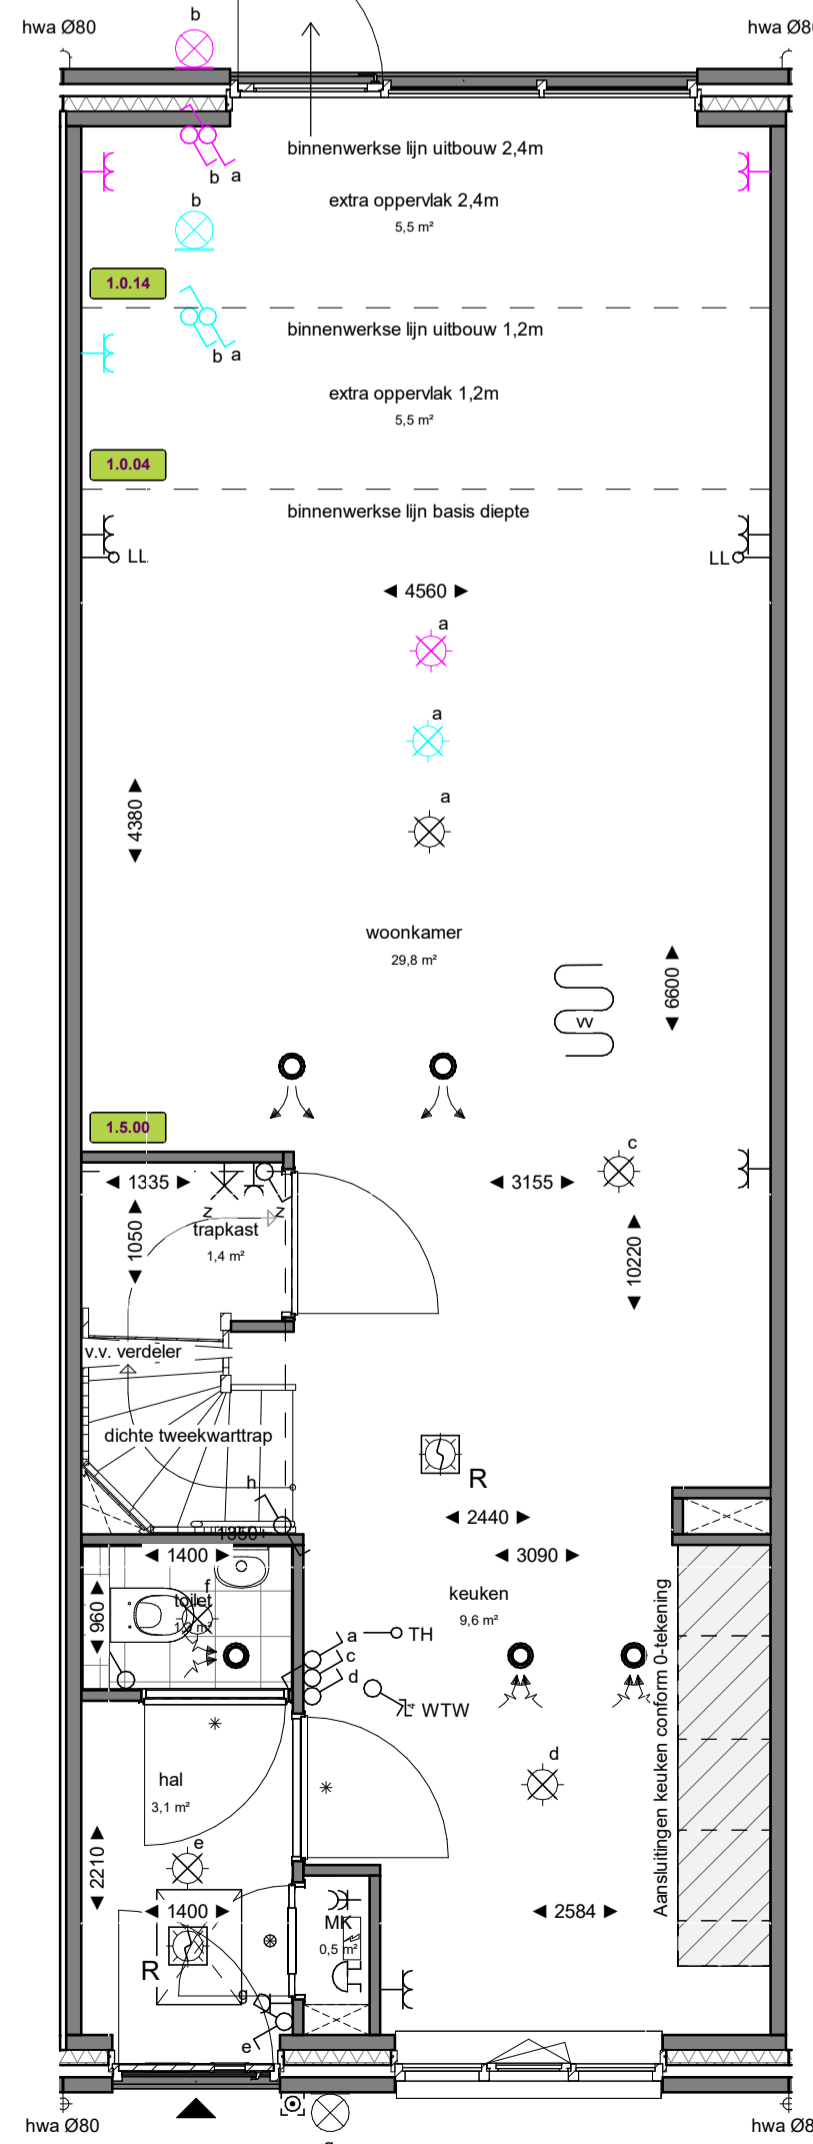 b
hwa Ø80
hwa Ø80
binnenwerkse lijn uitbouw 2,4m
b a
extra oppervlak 2,4m
b
5,5 m²
1.0.14
binnenwerkse lijn uitbouw 1,2m
b a
extra oppervlak 1,2m
5,5 m²
1.0.04
binnenwerkse lijn basis diepte
LL
LL
4560
a
a
a
4380
woonkamer
29,8 m²
6600
vv
1.5.00
c
1335
3155
z z
trapkast
1050
1,4 m²
10220
v.v. verdeler
dichte tweekwarttrap
h
R
2440
1350+
1400
3090
f
toilet
keuken
960
9,6 m²
a
TH
c
d
WTW
Aansluitingen keuken conform 0-tekening
d
hal
3,1 m²
e
2210
1400
2584
MK
0,5 m²
R
g
e
hwa Ø80
hwa Ø8